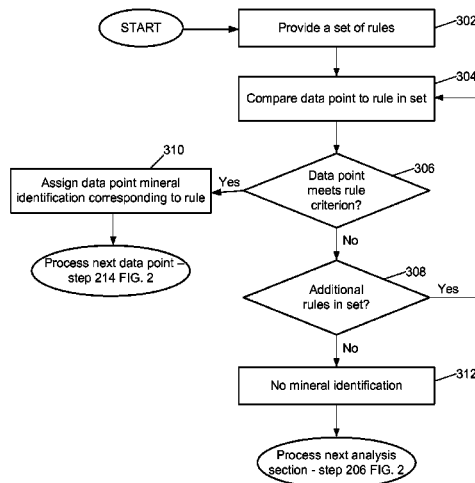 START
Provide a set of rules
302
304
Compare data point to rule in set
310
306
Assign data point mineral
identification corresponding to rule
Yes
Data point
meets rule
criterion?
No
Process next data point –
step 214 FIG. 2
308
Additional
rules in set?
Yes
No
312
No mineral identification
Process next analysis
section - step 206 FIG. 2